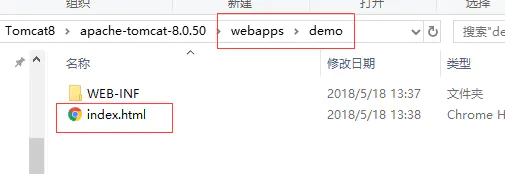 组织 新建 打开 选择
Tomcat8 > apache-tomcat-8.0.50 > webapps > demo 搜索"de
名称 修改日期 类型
WEB-INF 2018/5/18 13:37 文件夹
index.html 2018/5/18 13:38 Chrome H